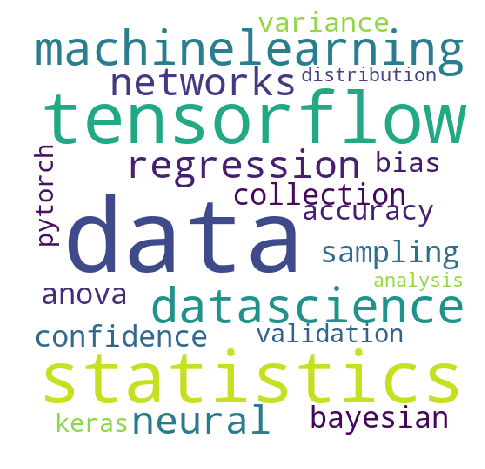 variance
machinelearning
networks distribution
tensorflow
regression bias
pytorch
collection
accuracy
data
sampling
analysis
anova
datascience
confidence validation
statistics
keras neural bayesian